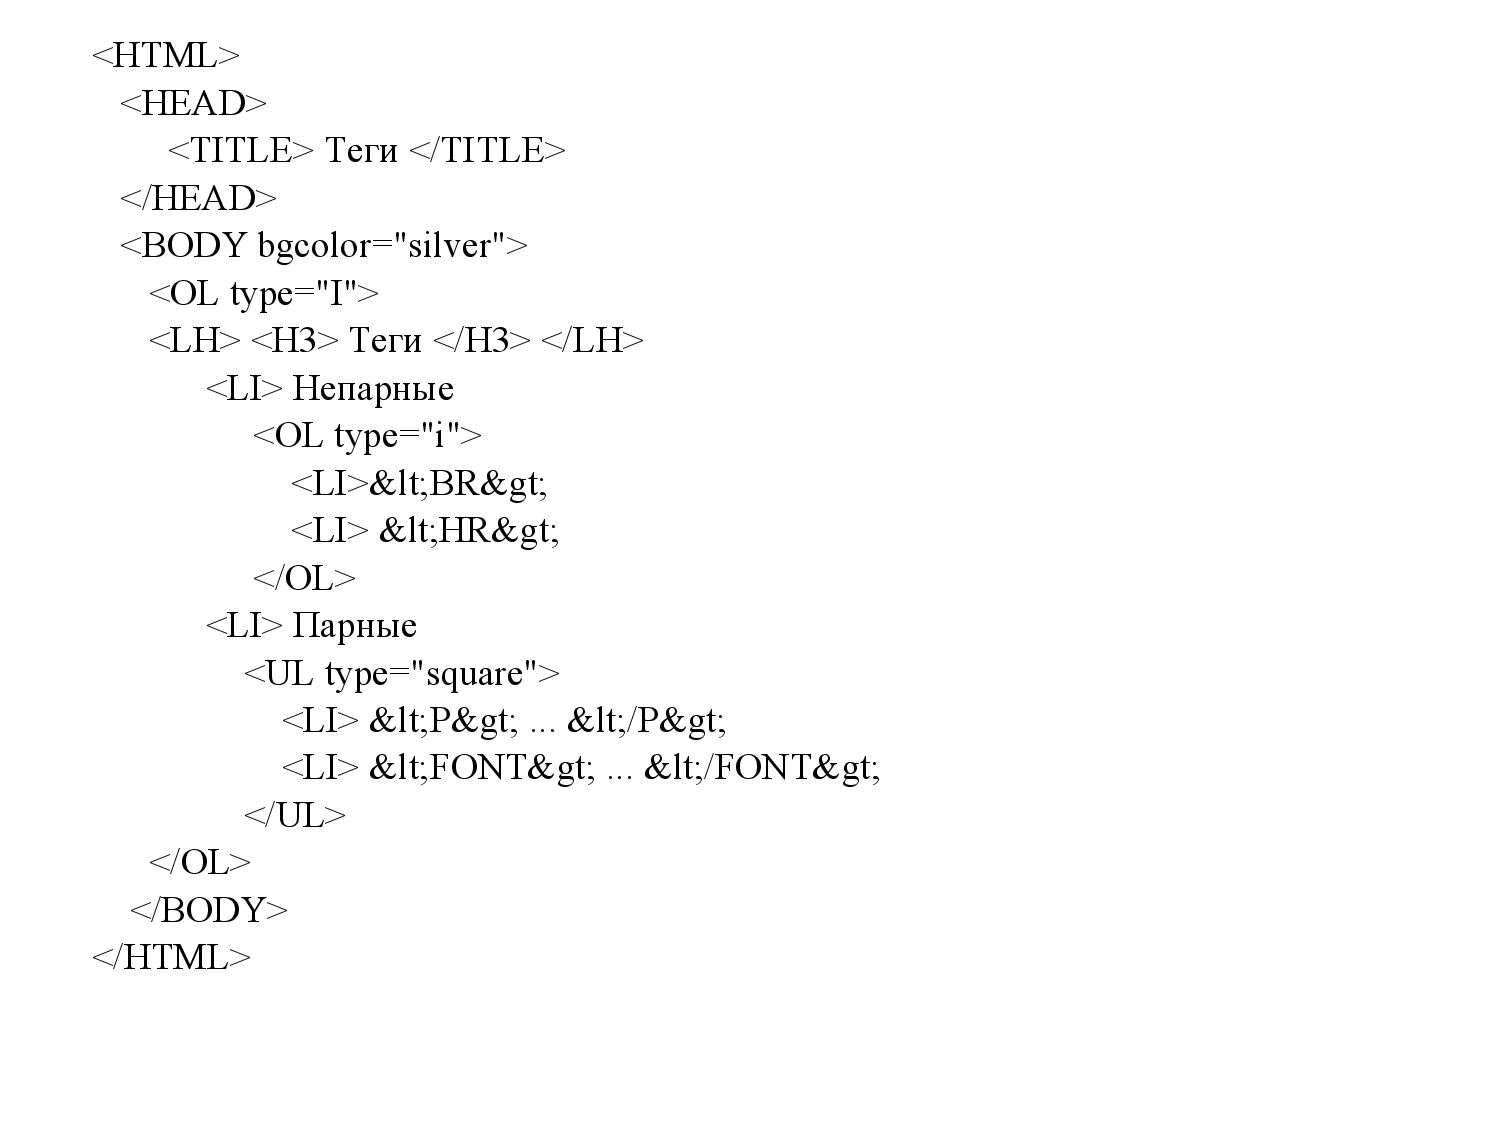 <HTML>
<HEAD>
<TITLE> Теги </TITLE>
</HEAD>
<BODY bgcolor="silver">
<OL type="I">
<LH> <H3> Теги </H3> </LH>
<LI> Непарные
<OL type="i">
<LI>&lt;BR&gt;
<LI> &lt;HR&gt;
</OL>
<LI> Парные
<UL type="square">
<LI> &lt;P&gt; ... &lt;/P&gt;
<LI> &lt;FONT&gt; ... &lt;/FONT&gt;
</UL>
</OL>
</BODY>
</HTML>